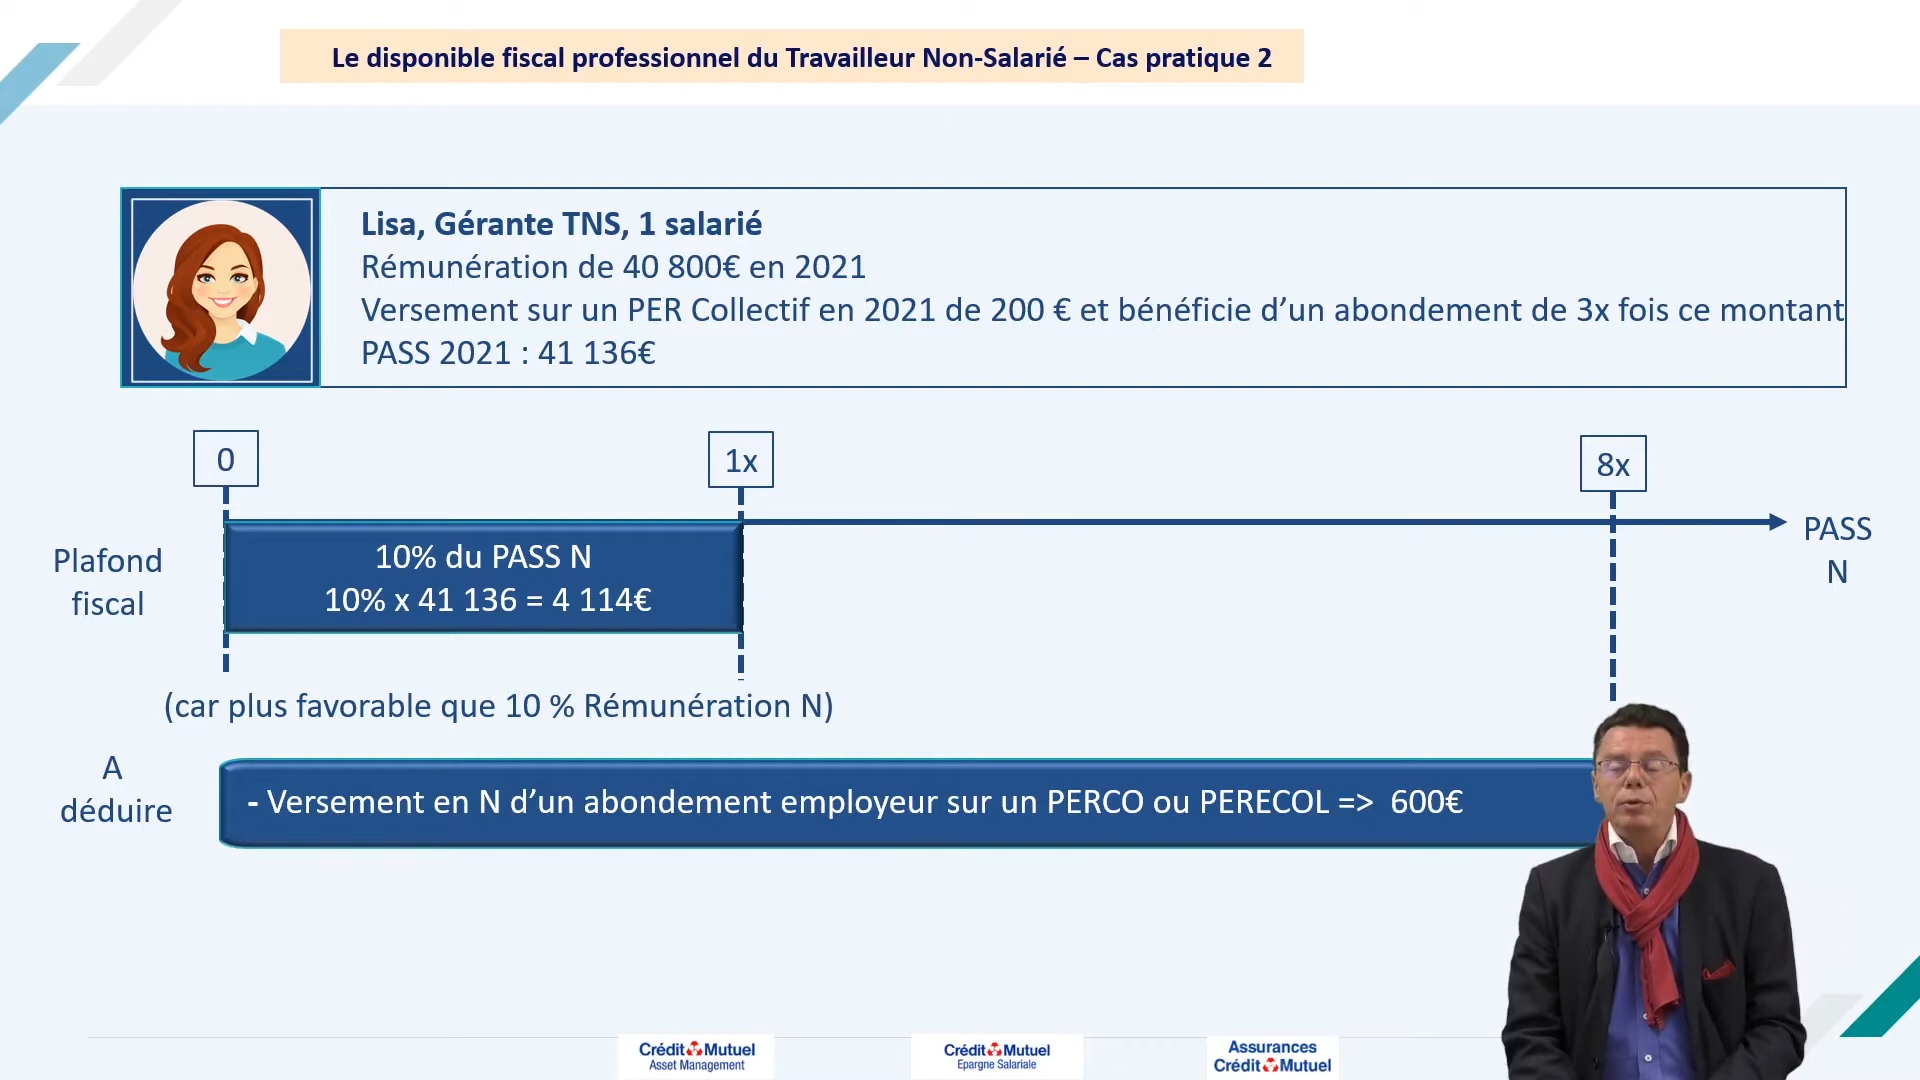 Le disponible fiscal professionnel du Travailleur Non-Salarié – Cas pratique 2
Lisa, Gérante TNS, 1 salarié
Rémunération de 40 800€ en 2021
Versement sur un PER Collectif en 2021 de 200 € et bénéficie d’un abondement de 3x fois ce montant
PASS 2021 : 41 136€
0
1x
8x
PASS
N
Plafond
fiscal
10% du PASS N
10% x 41 136 = 4 114€
(car plus favorable que 10 % Rémunération N)
A
déduire
- Versement en N d’un abondement employeur sur un PERCO ou PERECOL => 600€
Crédit Mutuel
Asset Management
Crédit Mutuel
Epargne Salariale
Assurances
Crédit Mutuel